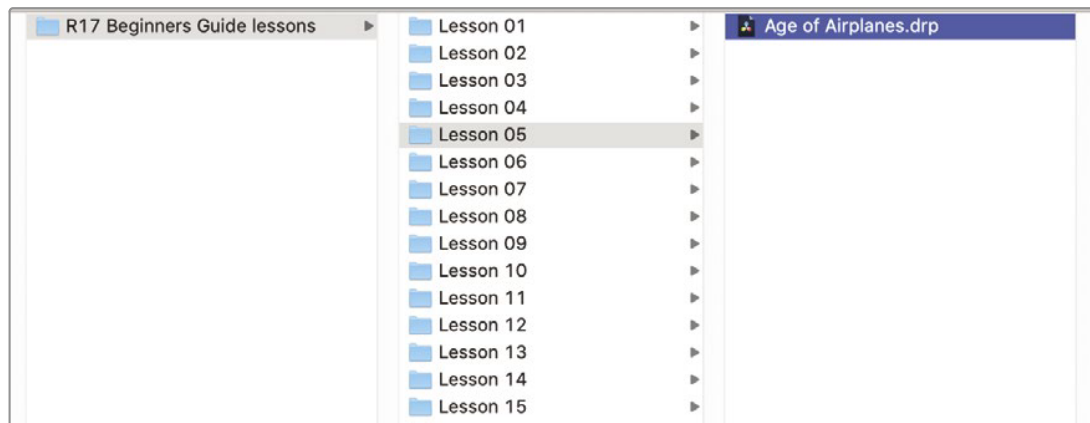 R17 Beginners Guide lessons
Lesson 01
Lesson 02
Lesson 03
Lesson 04
Lesson 05
Lesson 06
Lesson 07
Lesson 08
Lesson 09
Lesson 10
Lesson 11
Lesson 12
Lesson 13
Lesson 14
Lesson 15
Age of Airplanes.drp